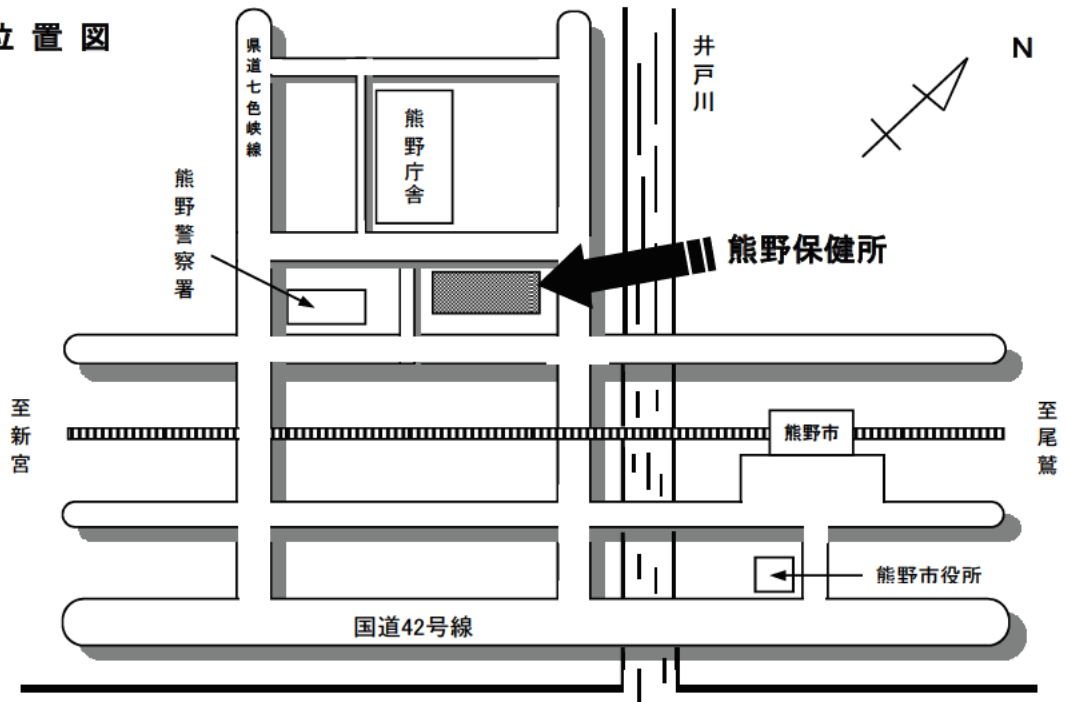 位置図
県道七色峡線
井戸川
N
熊野庁舎
熊野警察署
熊野保健所
至新宮
熊野市
至尾鷲
熊野市役所
国道42号線